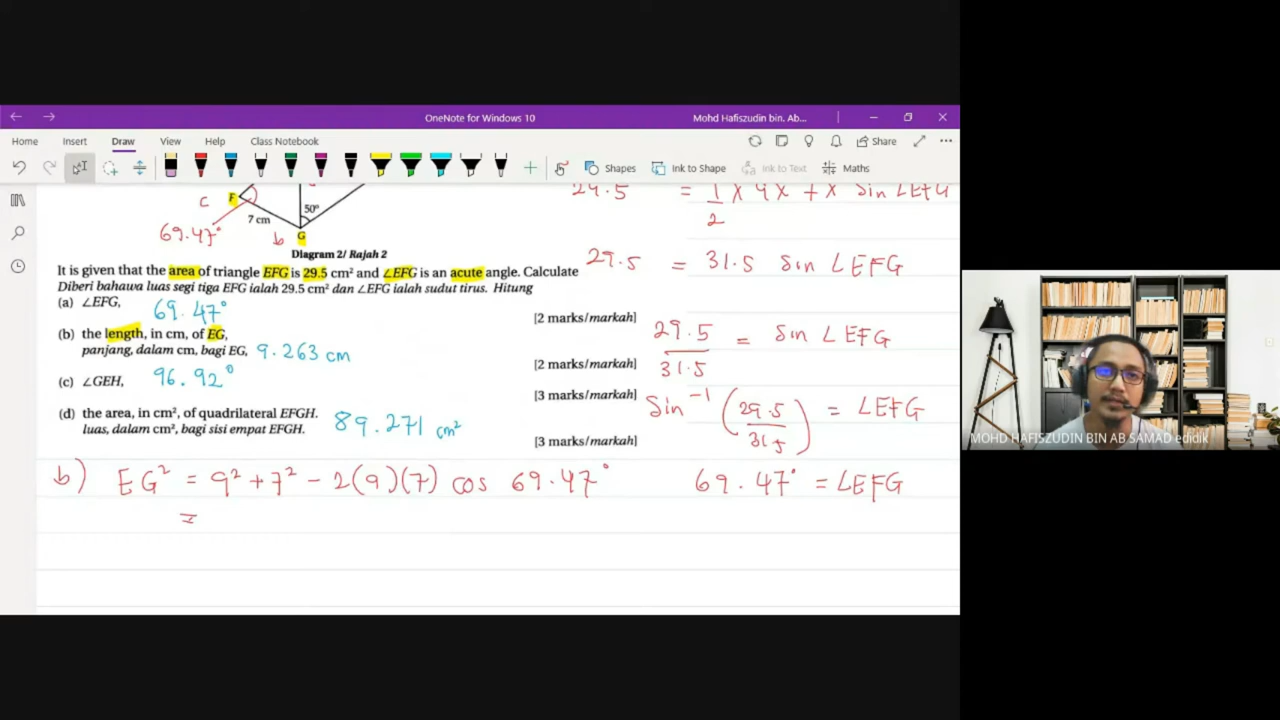 OneNote for Windows 10
Mohd Hafiszudin bin. Ab...
Home Insert Draw View Help Class Notebook
Share
Shapes Ink to Shape Ink to Text Maths
F
c
50°
7 cm
69.47°
b
G
Diagram 2/ Rajah 2
It is given that the area of triangle EFG is 29.5 cm² and ∠EFG is an acute angle. Calculate
Diberi bahawa luas segi tiga EFG ialah 29.5 cm² dan ∠EFG ialah sudut tirus. Hitung
(a) ∠EFG, 69.47°
[2 marks/markah]
(b) the length, in cm, of EG,
panjang, dalam cm, bagi EG, 9.263 cm
[2 marks/markah]
(c) ∠GEH, 96.92°
[3 marks/markah]
(d) the area, in cm², of quadrilateral EFGH.
luas, dalam cm², bagi sisi empat EFGH. 89.271 cm²
[3 marks/markah]
b) EG² = 9² + 7² - 2(9)(7) cos 69.47°
=
= 1/2 × 9 × 7 × Sin ∠EFG
29.5 = 31.5 Sin ∠EFG
29.5/31.5 = Sin ∠EFG
Sin⁻¹ (29.5/31.5) = ∠EFG
69.47° = ∠EFG
MOHD HAFISZUDIN BIN AB SAMAD edidik